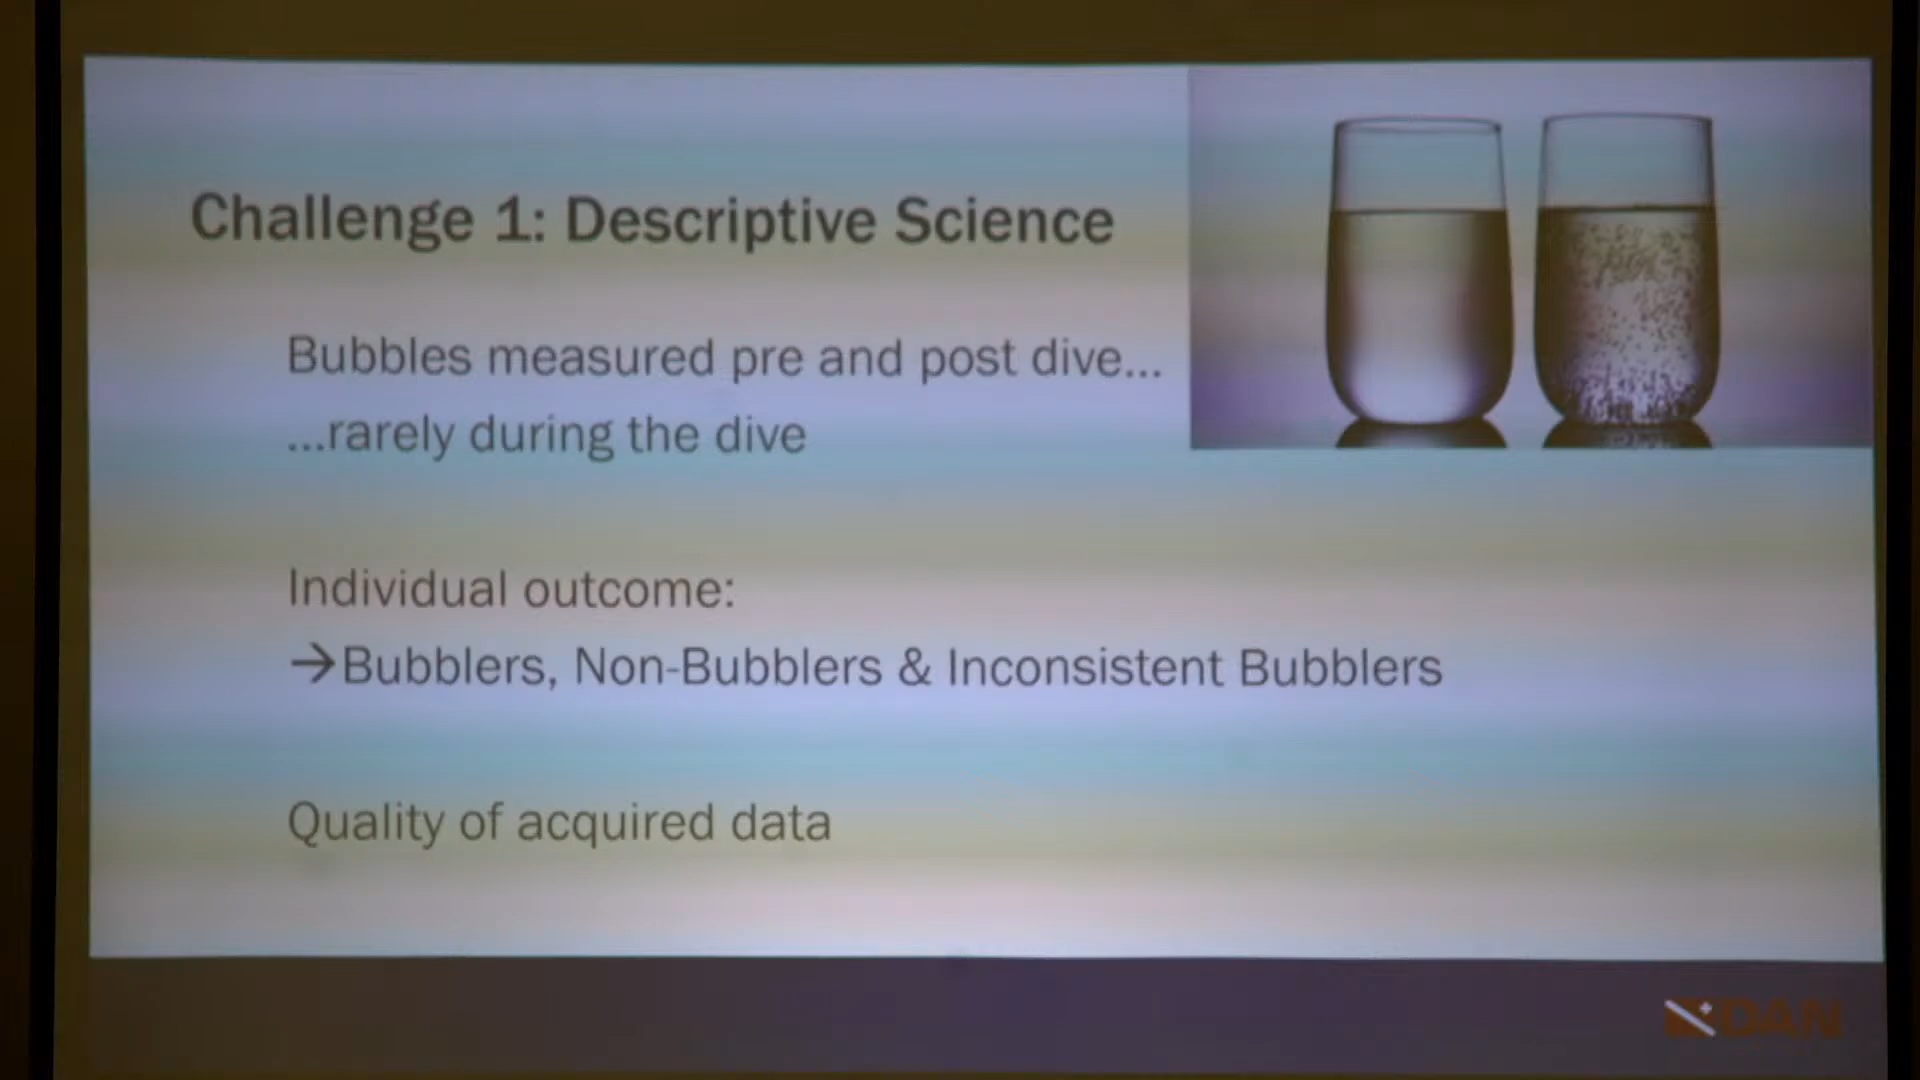 Challenge 1: Descriptive Science
Bubbles measured pre and post dive...
...rarely during the dive
Individual outcome:
→Bubblers, Non-Bubblers & Inconsistent Bubblers
Quality of acquired data
DAN